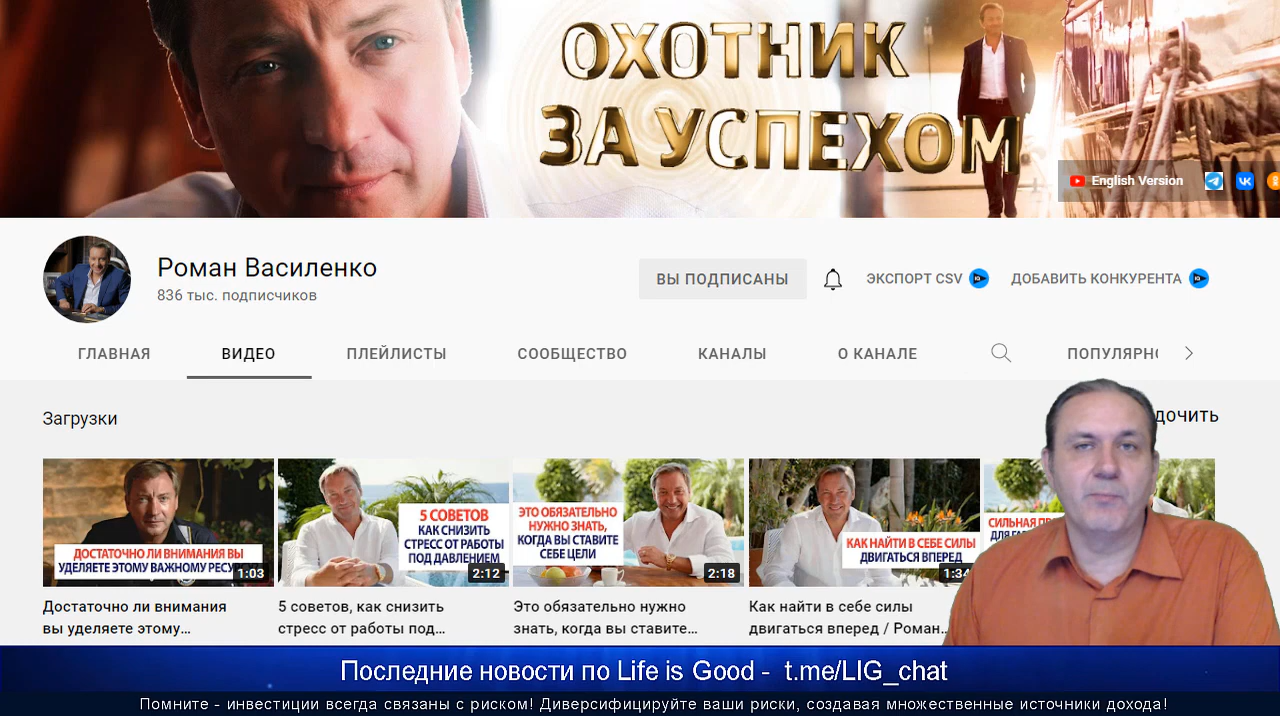 ОХОТНИК
ЗА УСПЕХОМ
English Version
Роман Василенко
836 тыс. подписчиков
ВЫ ПОДПИСАНЫ
ЭКСПОРТ CSV
ДОБАВИТЬ КОНКУРЕНТА
ГЛАВНАЯ ВИДЕО ПЛЕЙЛИСТЫ СООБЩЕСТВО КАНАЛЫ О КАНАЛЕ ПОПУЛЯРНО
Загрузки
ДОСТАТОЧНО ЛИ ВНИМАНИЯ ВЫ
УДЕЛЯЕТЕ ЭТОМУ ВАЖНОМУ РЕСУ
1:03
5 СОВЕТОВ
КАК СНИЗИТЬ
СТРЕСС ОТ РАБОТЫ
ПОД ДАВЛЕНИЕМ
2:12
ЭТО ОБЯЗАТЕЛЬНО
НУЖНО ЗНАТЬ,
КОГДА ВЫ СТАВИТЕ
СЕБЕ ЦЕЛИ
2:18
КАК НАЙТИ В СЕБЕ СИЛЫ
ДВИГАТЬСЯ ВПЕРЕД
1:34
СИЛЬНАЯ
Достаточно ли внимания
вы уделяете этому...
5 советов, как снизить
стресс от работы под...
Это обязательно нужно
знать, когда вы ставите...
Как найти в себе силы
двигаться вперед / Роман...
Последние новости по Life is Good - t.me/LIG_chat
Помните - инвестиции всегда связаны с риском! Диверсифицируйте ваши риски, создавая множественные источники дохода!